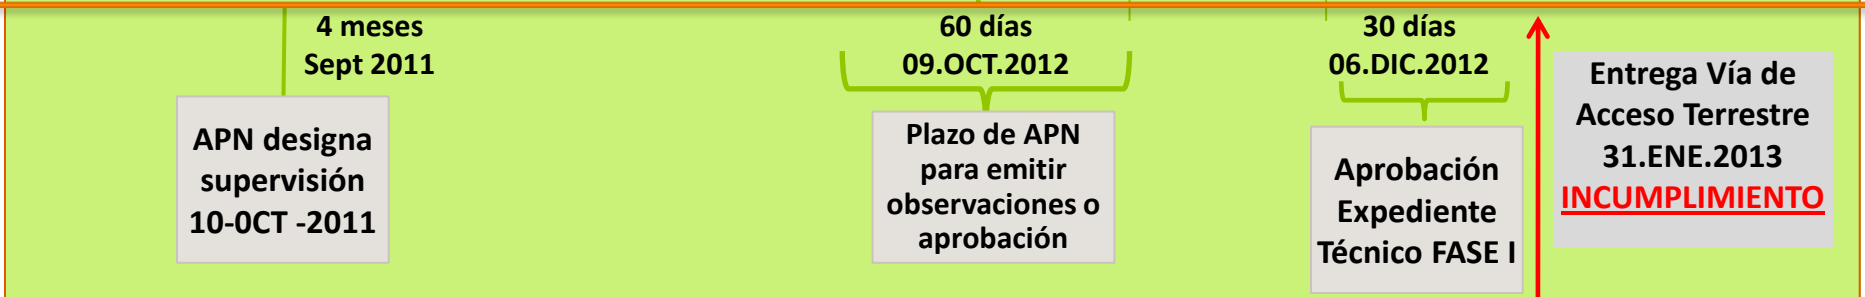 4 meses
Sept 2011
APN designa
supervisión
10-0CT -2011
60 días
09.OCT.2012
Plazo de APN
para emitir
observaciones o
aprobación
30 días
06.DIC.2012
Aprobación
Expediente
Técnico FASE I
Entrega Vía de
Acceso Terrestre
31.ENE.2013
INCUMPLIMIENTO